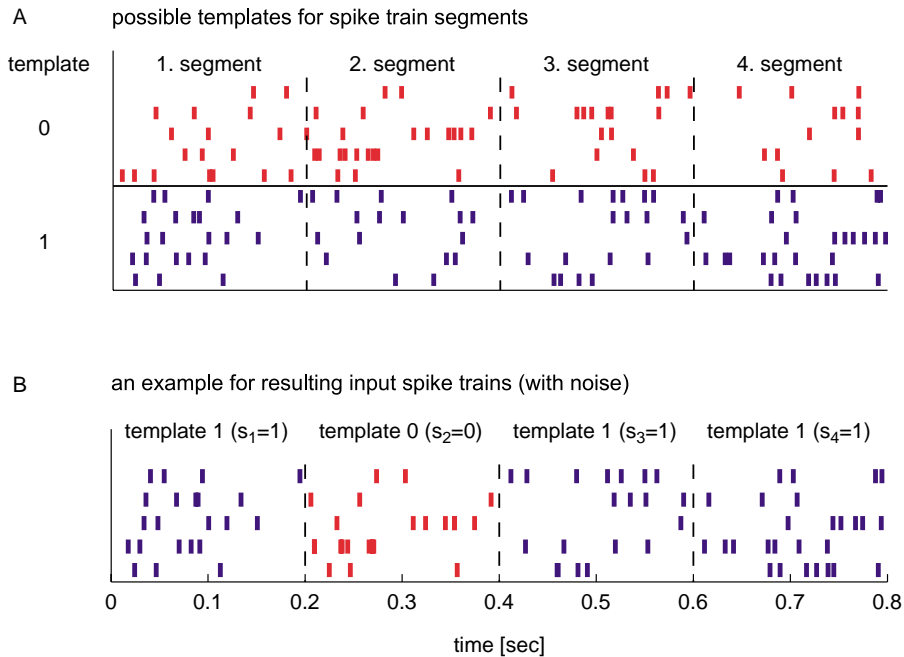 A possible templates for spike train segments
template 1. segment 2. segment 3. segment 4. segment
0
1
B an example for resulting input spike trains (with noise)
template 1 (s1=1) template 0 (s2=0) template 1 (s3=1) template 1 (s4=1)
0 0.1 0.2 0.3 0.4 0.5 0.6 0.7 0.8
time [sec]